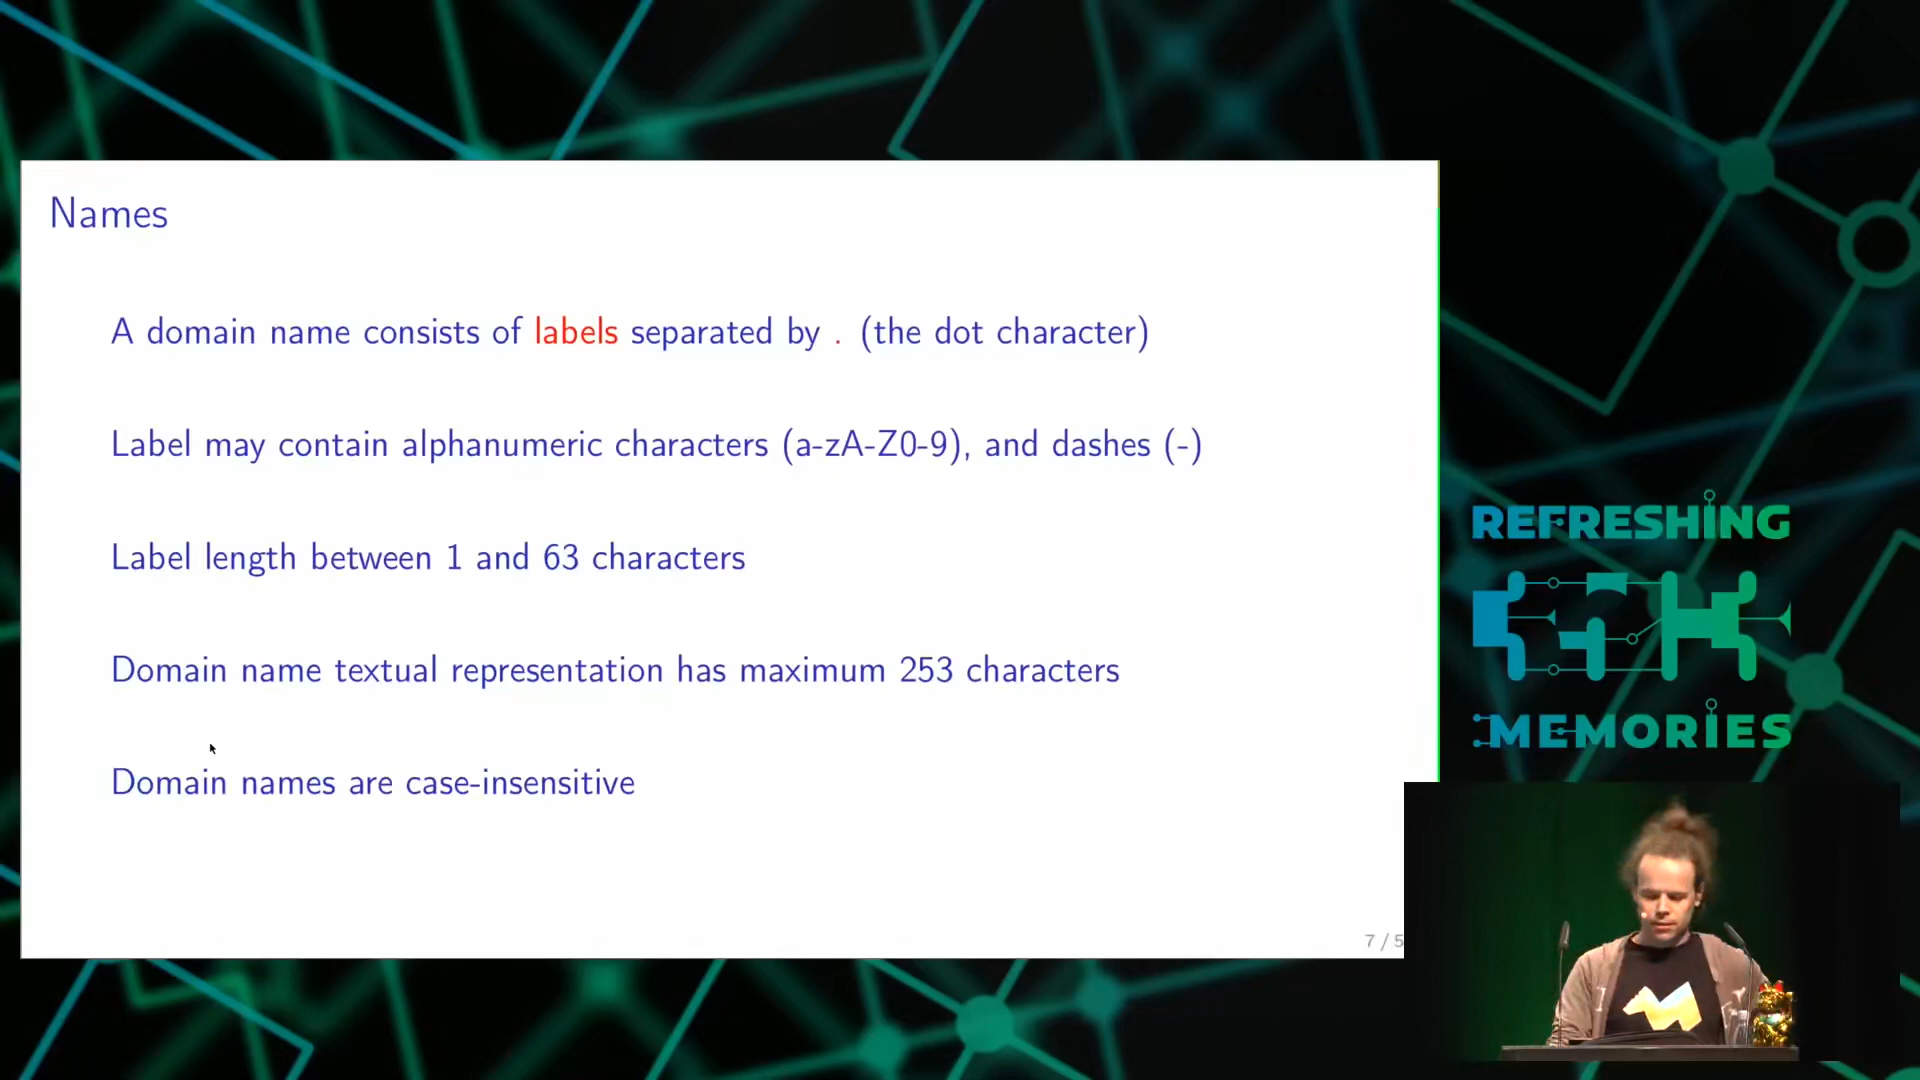 Names
A domain name consists of labels separated by . (the dot character)
Label may contain alphanumeric characters (a-zA-Z0-9), and dashes (-)
Label length between 1 and 63 characters
Domain name textual representation has maximum 253 characters
Domain names are case-insensitive
7 / 5
REFRESHING
MEMORIES